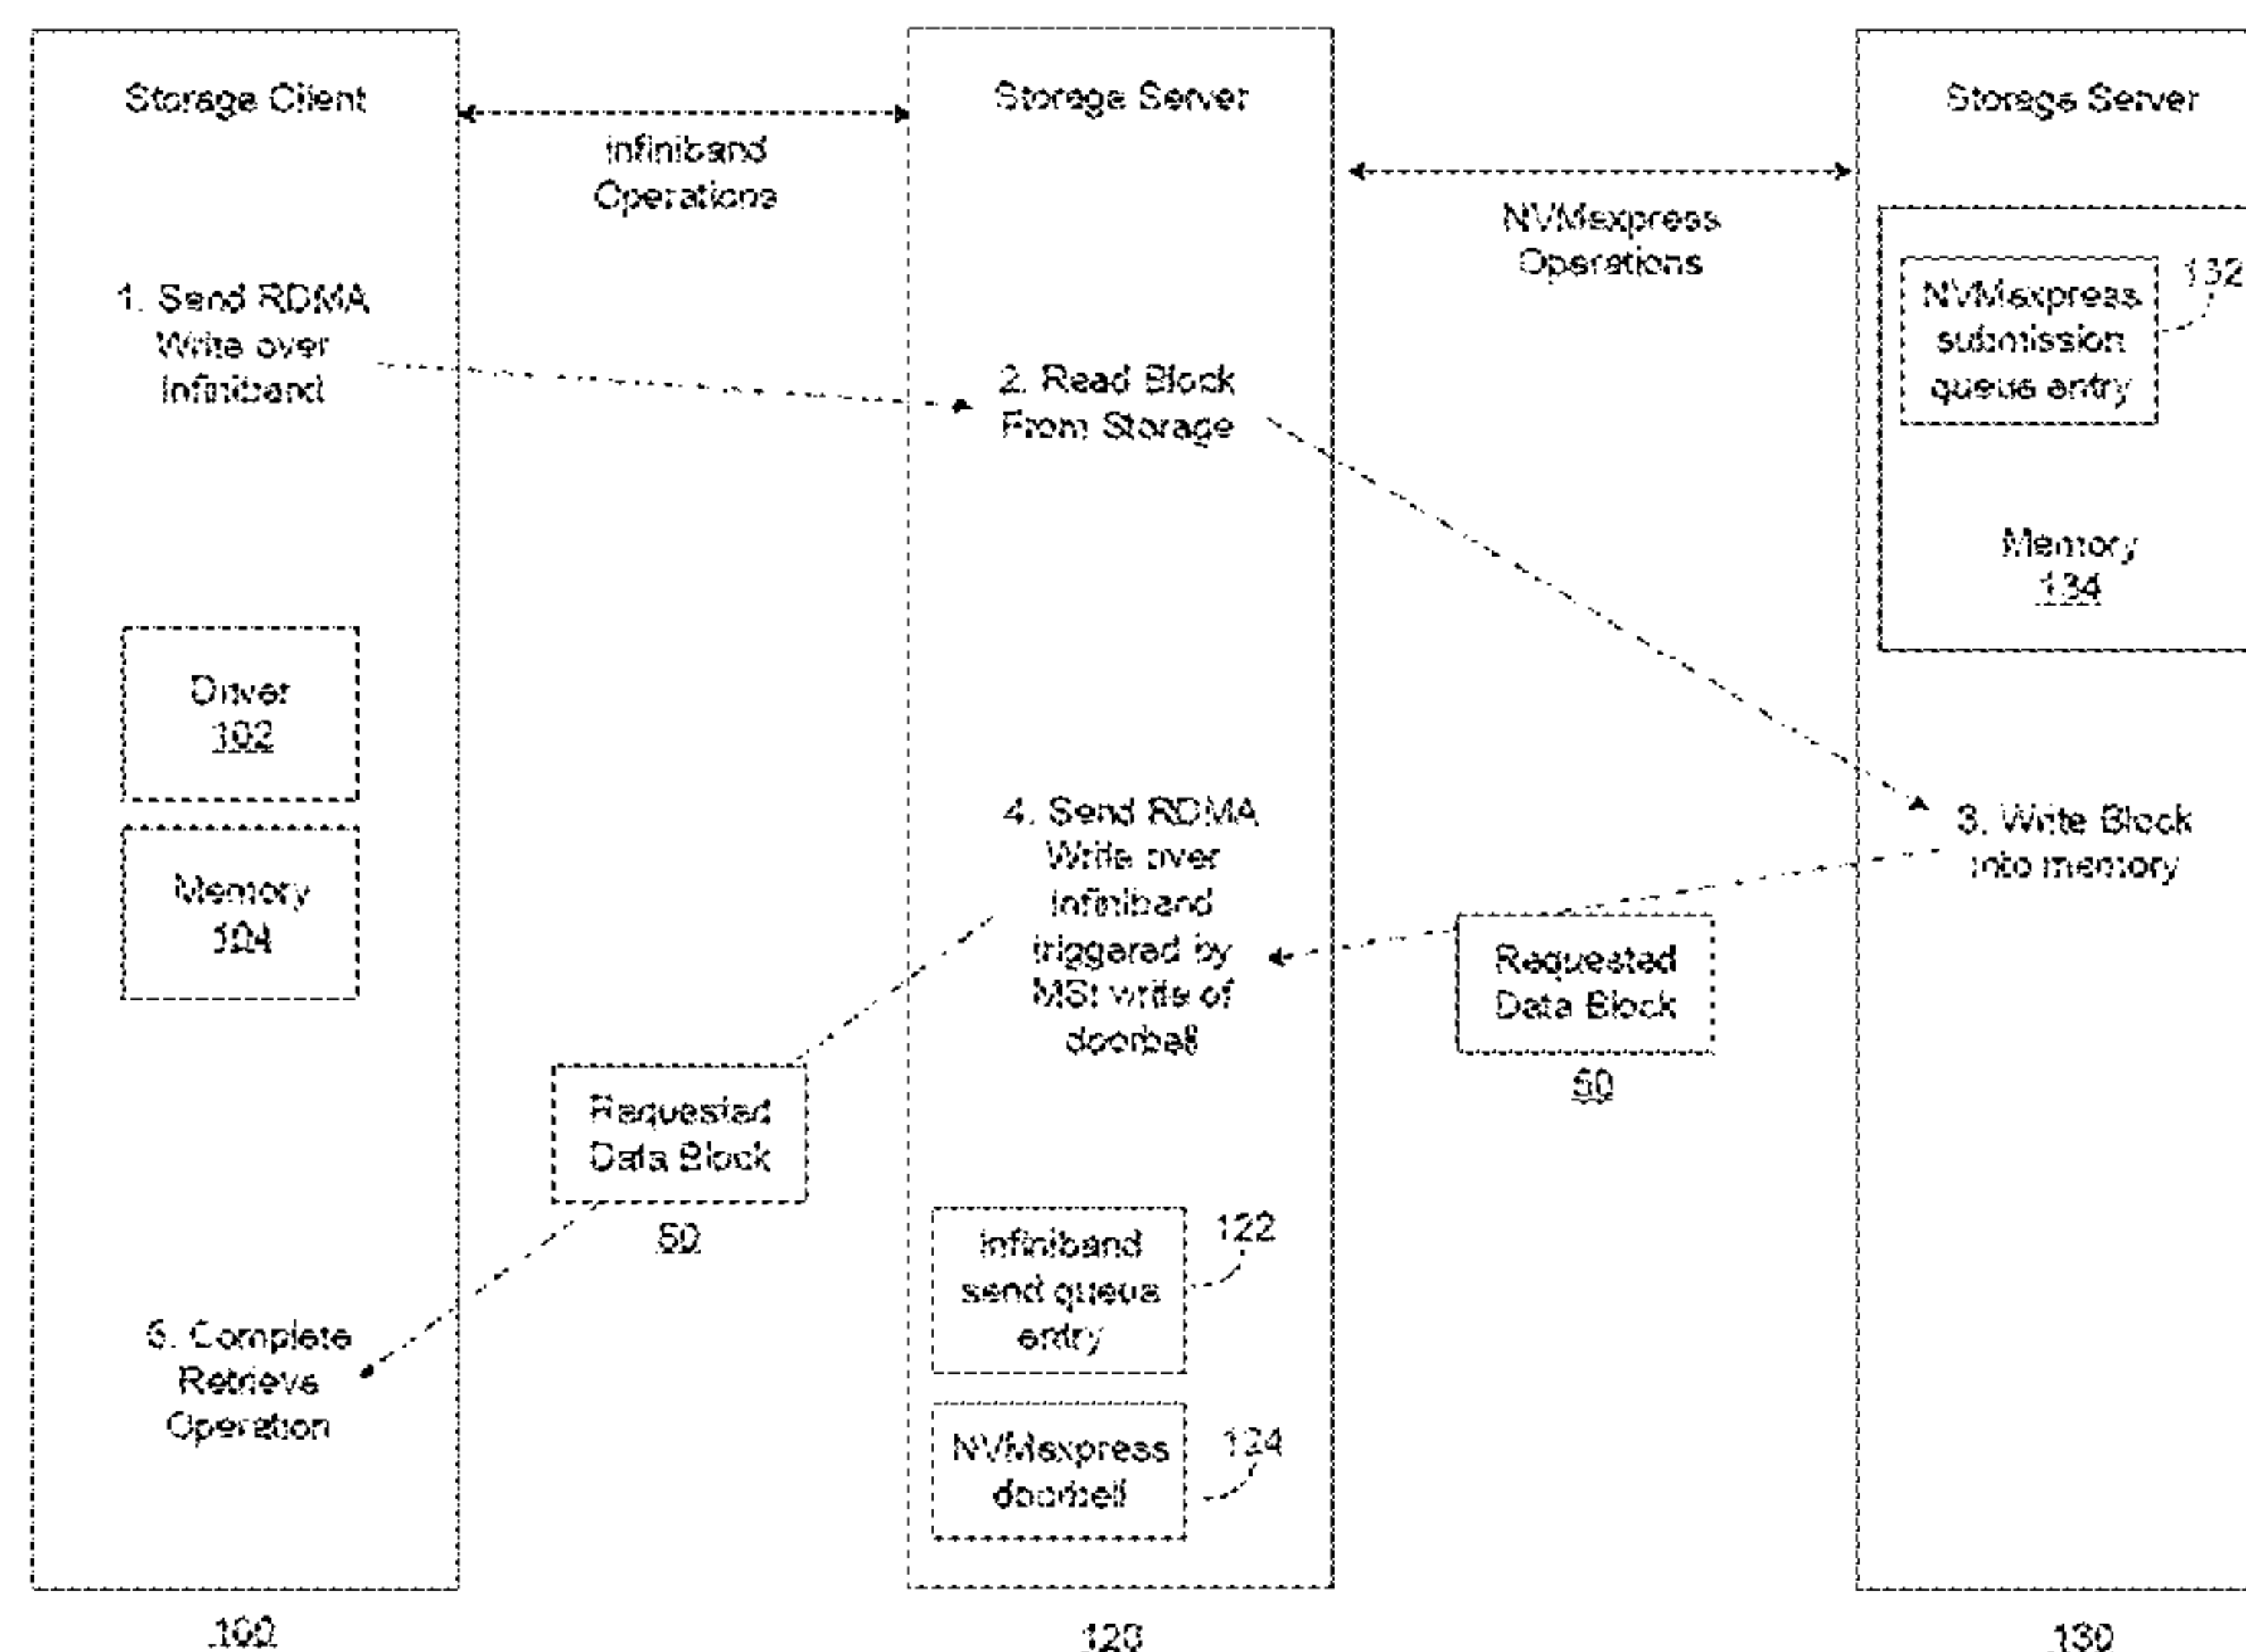 Storage Client
Infiniband
Operations
Storage Server
NVMexpress
Operations
Storage Server
NVMexpress
submission
queue entry
132
Memory
134
1. Send RDMA
Write over
Infiniband
2. Read Block
From Storage
Driver
102
Memory
104
3. Write Block
into memory
4. Send RDMA
Write over
Infiniband
triggered by
MSI write of
doorbell
Requested
Data Block
50
Requested
Data Block
50
Infiniband
send queue
entry
122
NVMexpress
doorbell
124
Complete
Retrieve
Operation
100
120
130